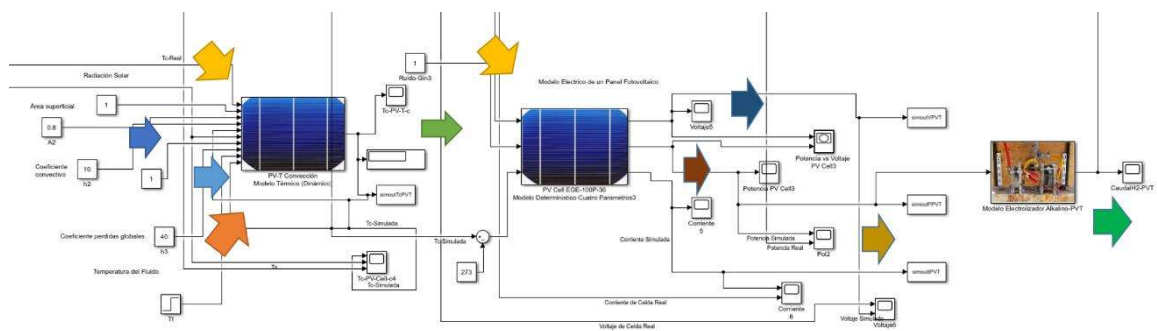 Tc-Real
Radiación Solar
Área superficial
1
0.8
A2
Coeficiente
convectivo
10
h2
1
Coeficiente perdidas globales
40
h3
Temperatura del Fluido
Tf
Ta
PV-T Convección
Modelo Térmico (Dinámico)
Tc-PV-T-c
simoutTcPVT
Tc-Simulada
Tc-PV-Cell-c4
Tc-Simulada
1
Ruido-Gin3
Modelo Electrico de un Panel Fotovoltaico
PV Cell EGE-100P-36
Modelo Deterministico Cuatro Parametros3
Tc-Simulada
273
Voltaje5
Potencia vs Voltaje
PV Cell3
10
Potencia PV Cell3
Corriente
5
Corriente Simulada
Potencia Simulada
Potencia Real
Pot2
Corriente de Celda Real
Corriente
6
Voltaje de Celda Real
Voltaje Simulado
Voltaje6
simoutVPVT
simoutPPVT
simoutIPVT
Modelo Electrolizador Alkalino-PVT
CaudalH2-PVT